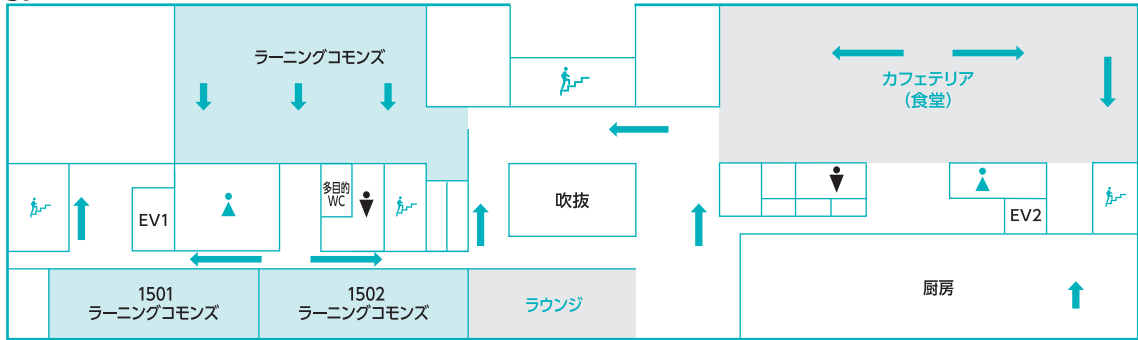 ラーニングコモンズ
カフェテリア
（食堂）
多目的
WC
EV1
吹抜
EV2
1501
ラーニングコモンズ
1502
ラーニングコモンズ
ラウンジ
厨房